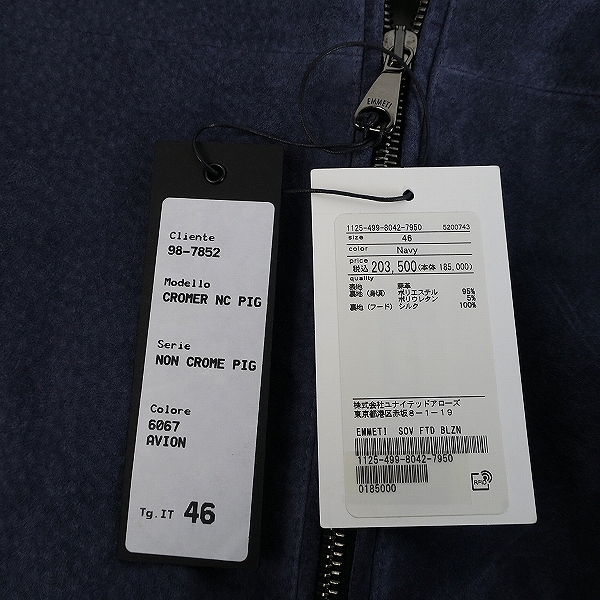 EMMETI
Cliente
98-7852
Modello
CROMER NC PIG
Serie
NON CROME PIG
Colore
6067
AVION
Tg.IT 46
1125-499-8042-7950 5200743
size 46
color Navy
price
税込 203,500(本体 185,000)
quality
表地 豚革
裏地(身頃) ポリエステル 95%
ポリウレタン 5%
裏地(フード) シルク 100%
株式会社ユナイテッドアローズ
東京都港区赤坂8-1-19
EMMETI SOV FTD BLZN
1125-499-8042-7950
0185000
RFID